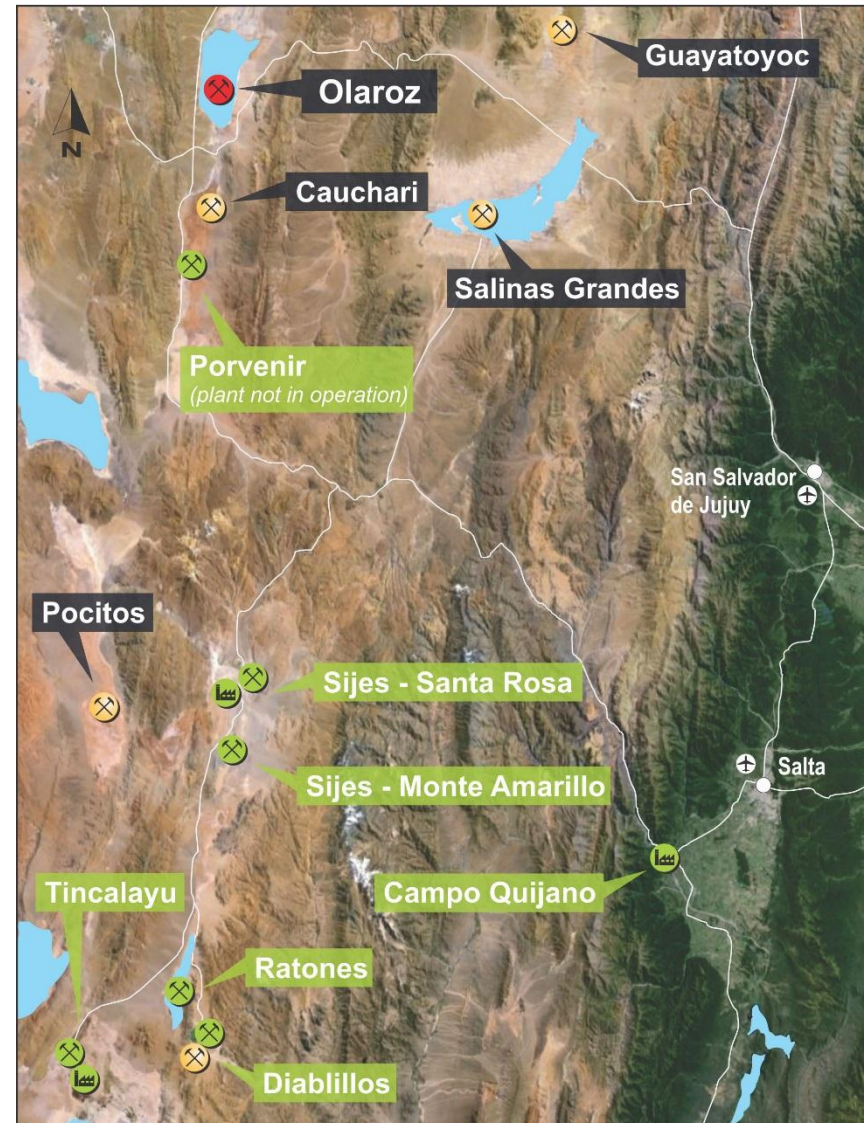 Guayatoyoc
Olaroz
N
Cauchari
Salinas Grandes
Porvenir
(plant not in operation)
San Salvador
de Jujuy
Pocitos
Sijes - Santa Rosa
Sijes - Monte Amarillo
Salta
Tincalayu
Campo Quijano
Ratones
Diablillos